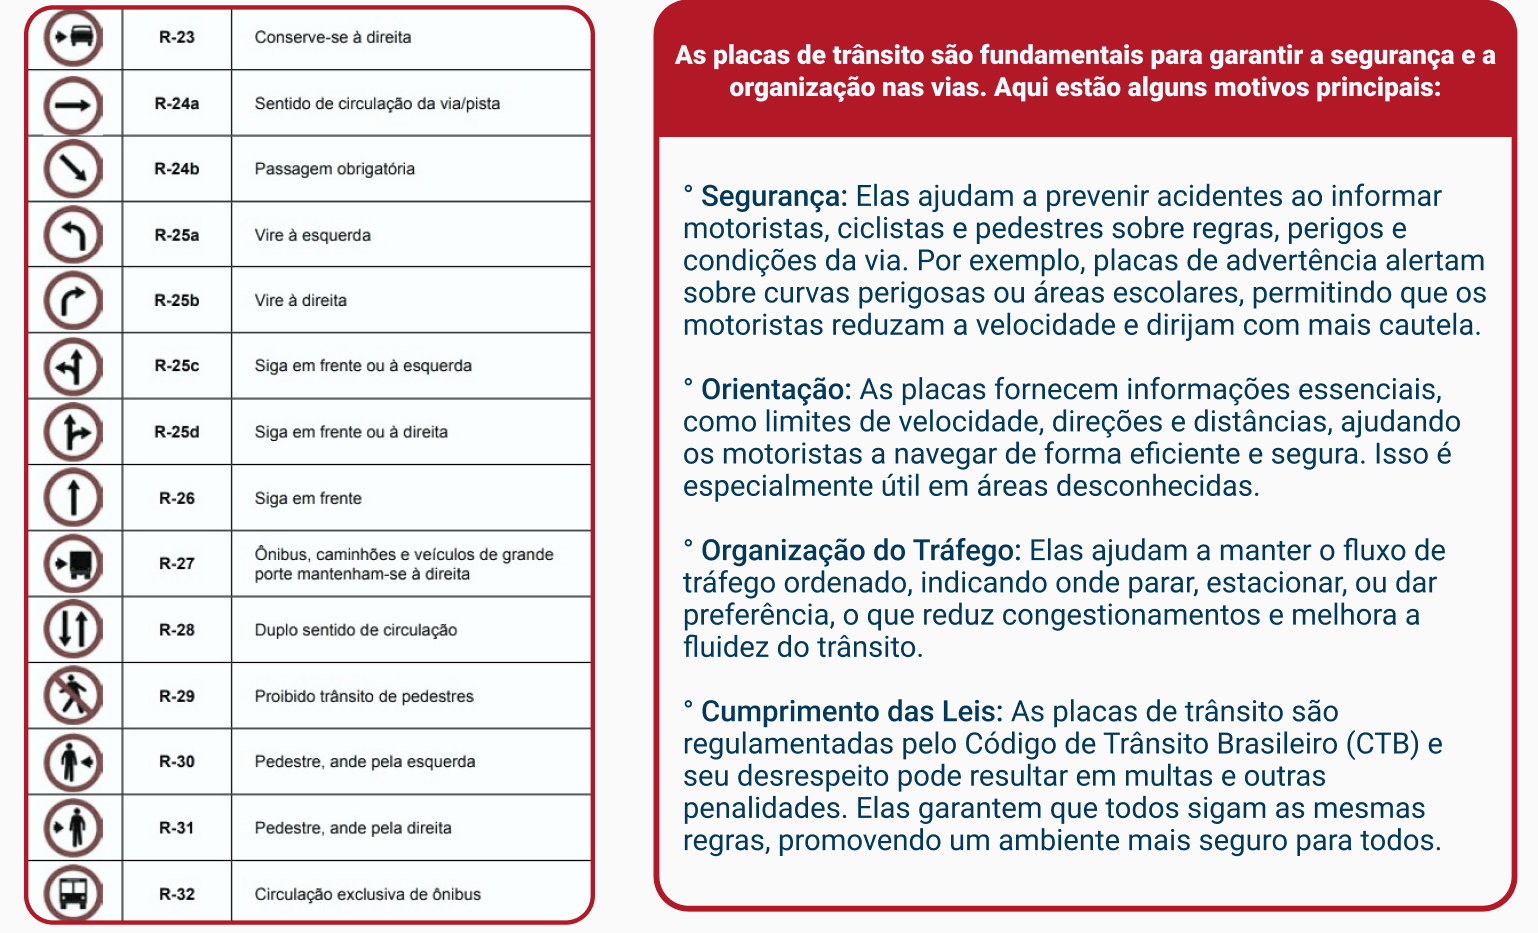 R-23 Conserve-se à direita
R-24a Sentido de circulação da via/pista
R-24b Passagem obrigatória
R-25a Vire à esquerda
R-25b Vire à direita
R-25c Siga em frente ou à esquerda
R-25d Siga em frente ou à direita
R-26 Siga em frente
R-27 Ônibus, caminhões e veículos de grande
porte mantenham-se à direita
R-28 Duplo sentido de circulação
R-29 Proibido trânsito de pedestres
R-30 Pedestre, ande pela esquerda
R-31 Pedestre, ande pela direita
R-32 Circulação exclusiva de ônibus
As placas de trânsito são fundamentais para garantir a segurança e a
organização nas vias. Aqui estão alguns motivos principais:
° Segurança: Elas ajudam a prevenir acidentes ao informar
motoristas, ciclistas e pedestres sobre regras, perigos e
condições da via. Por exemplo, placas de advertência alertam
sobre curvas perigosas ou áreas escolares, permitindo que os
motoristas reduzam a velocidade e dirijam com mais cautela.
° Orientação: As placas fornecem informações essenciais,
como limites de velocidade, direções e distâncias, ajudando
os motoristas a navegar de forma eficiente e segura. Isso é
especialmente útil em áreas desconhecidas.
° Organização do Tráfego: Elas ajudam a manter o fluxo de
tráfego ordenado, indicando onde parar, estacionar, ou dar
preferência, o que reduz congestionamentos e melhora a
fluidez do trânsito.
° Cumprimento das Leis: As placas de trânsito são
regulamentadas pelo Código de Trânsito Brasileiro (CTB) e
seu desrespeito pode resultar em multas e outras
penalidades. Elas garantem que todos sigam as mesmas
regras, promovendo um ambiente mais seguro para todos.